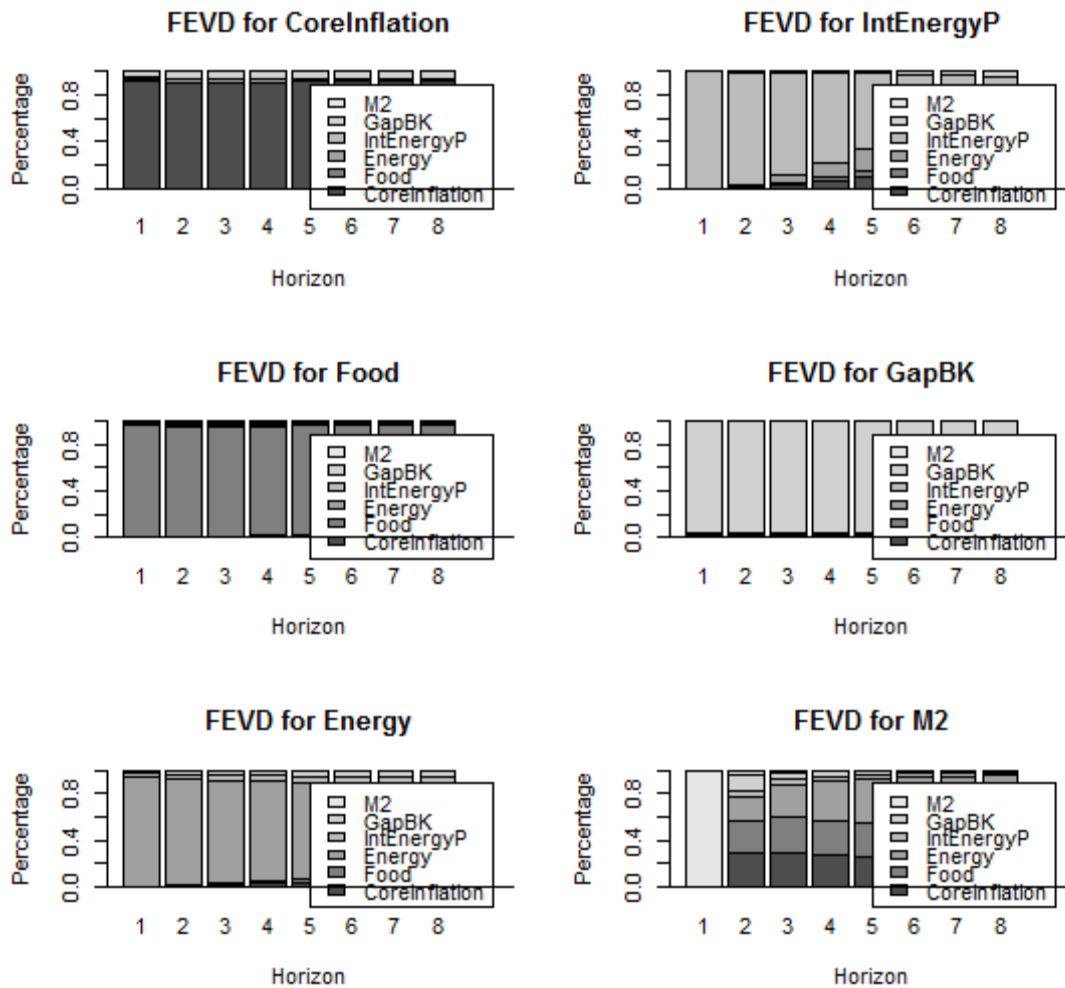 FEVD for CoreInflation
Percentage
0.0 0.4 0.8
M2
GapBK
IntEnergyP
Energy
Food
CoreInflation
1 2 3 4 5 6 7 8
Horizon
FEVD for IntEnergyP
Percentage
0.0 0.4 0.8
M2
GapBK
IntEnergyP
Energy
Food
CoreInflation
1 2 3 4 5 6 7 8
Horizon
FEVD for Food
Percentage
0.0 0.4 0.8
M2
GapBK
IntEnergyP
Energy
Food
CoreInflation
1 2 3 4 5 6 7 8
Horizon
FEVD for GapBK
Percentage
0.0 0.4 0.8
M2
GapBK
IntEnergyP
Energy
Food
CoreInflation
1 2 3 4 5 6 7 8
Horizon
FEVD for Energy
Percentage
0.0 0.4 0.8
M2
GapBK
IntEnergyP
Energy
Food
CoreInflation
1 2 3 4 5 6 7 8
Horizon
FEVD for M2
Percentage
0.0 0.4 0.8
M2
GapBK
IntEnergyP
Energy
Food
CoreInflation
1 2 3 4 5 6 7 8
Horizon